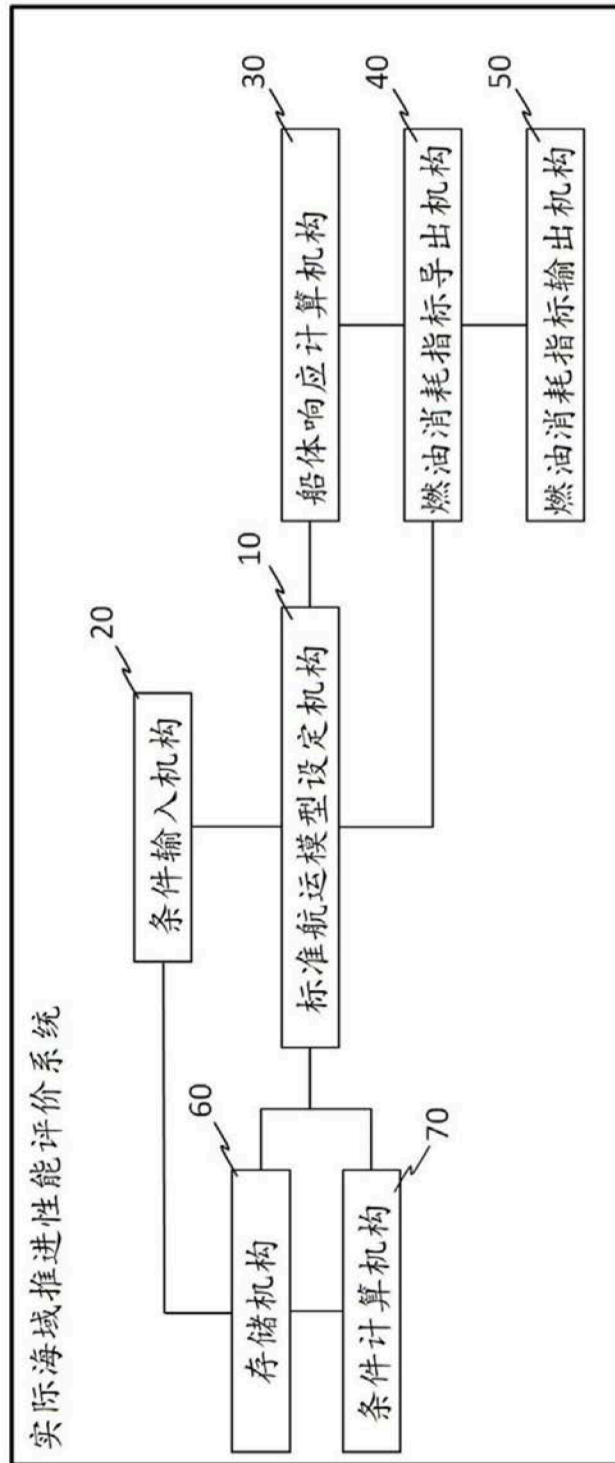 实际海域推进性能评价系统
20
条件输入机构
60
存储机构
10
标准航运模型设定机构
30
船体响应计算机构
70
条件计算机构
40
燃油消耗指标导出机构
50
燃油消耗指标输出机构